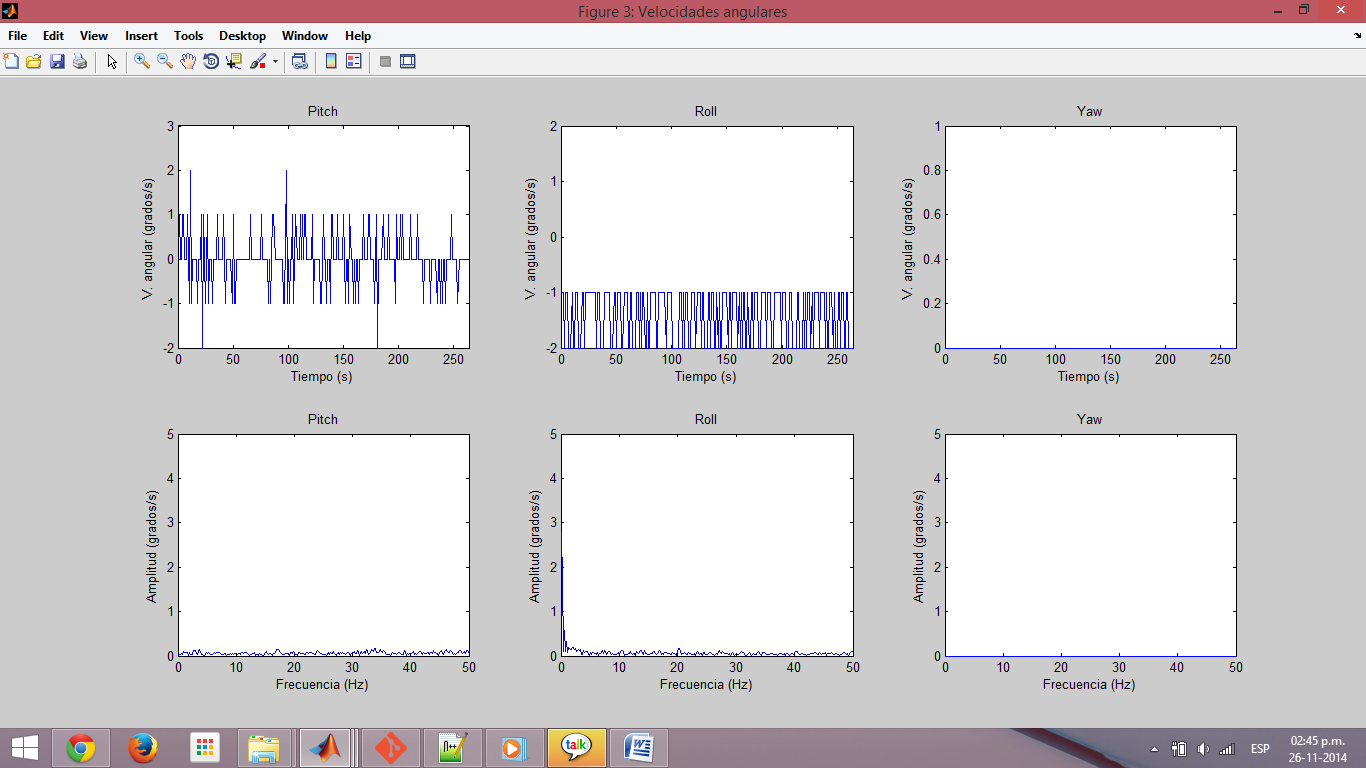 Figure 3: Velocidades angulares
File Edit View Insert Tools Desktop Window Help
Pitch
3
2
1
0
-1
-2
V. angular (grados/s)
0 50 100 150 200 250
Tiempo (s)
Roll
2
1
0
-1
-2
V. angular (grados/s)
0 50 100 150 200 250
Tiempo (s)
Yaw
1
0.8
0.6
0.4
0.2
0
V. angular (grados/s)
0 50 100 150 200 250
Tiempo (s)
Pitch
5
4
3
2
1
0
Amplitud (grados/s)
0 10 20 30 40 50
Frecuencia (Hz)
Roll
5
4
3
2
1
0
Amplitud (grados/s)
0 10 20 30 40 50
Frecuencia (Hz)
Yaw
5
4
3
2
1
0
Amplitud (grados/s)
0 10 20 30 40 50
Frecuencia (Hz)
n++
talk
W
ESP
02:45 p.m.
26-11-2014